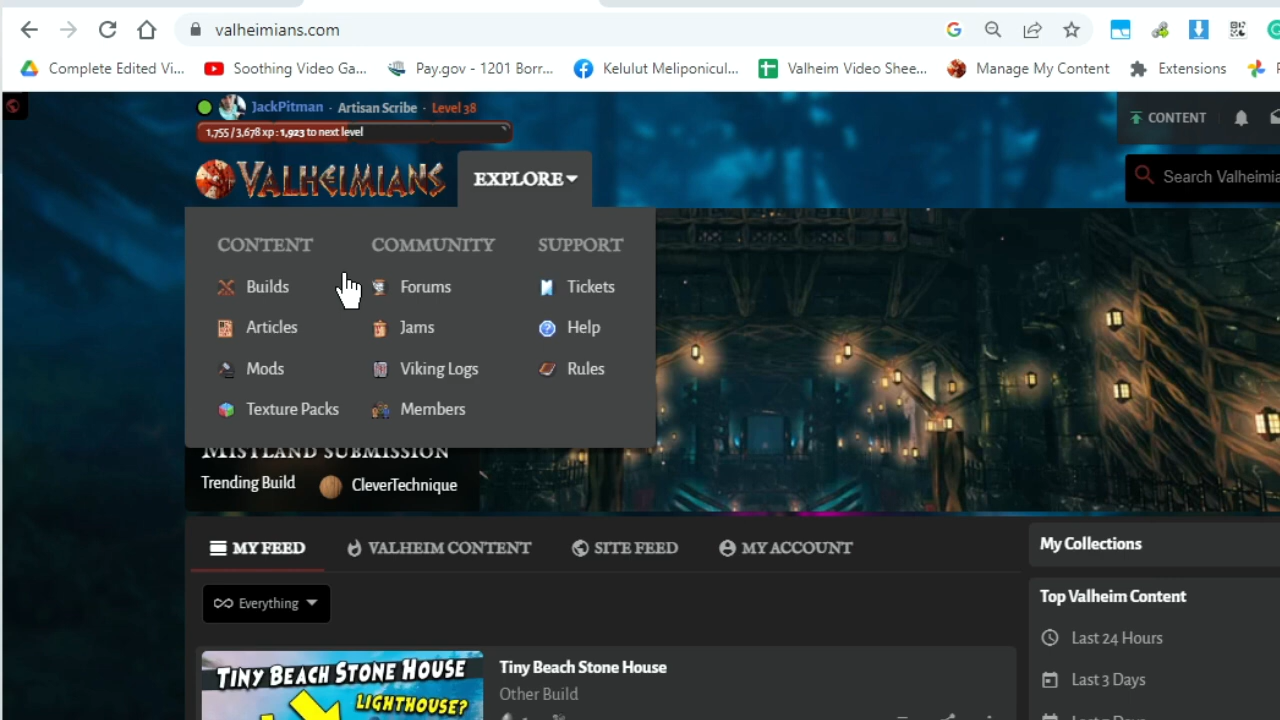 valheimians.com
Complete Edited Vi...
Soothing Video Ga...
Pay.gov - 1201 Borr...
Kelulut Meliponicul...
Valheim Video Shee...
Manage My Content
Extensions
JackPitman · Artisan Scribe · Level 38
1,755 / 3,678 xp : 1,923 to next level
CONTENT
VALHEIMIANS
EXPLORE
Search Valheimia
CONTENT
Builds
Articles
Mods
Texture Packs
COMMUNITY
Forums
Jams
Viking Logs
Members
SUPPORT
Tickets
Help
Rules
MISTLAND SUBMISSION
Trending Build
CleverTechnique
MY FEED
VALHEIM CONTENT
SITE FEED
MY ACCOUNT
Everything
TINY BEACH STONE HOUSE
LIGHTHOUSE?
Tiny Beach Stone House
Other Build
My Collections
Top Valheim Content
Last 24 Hours
Last 3 Days